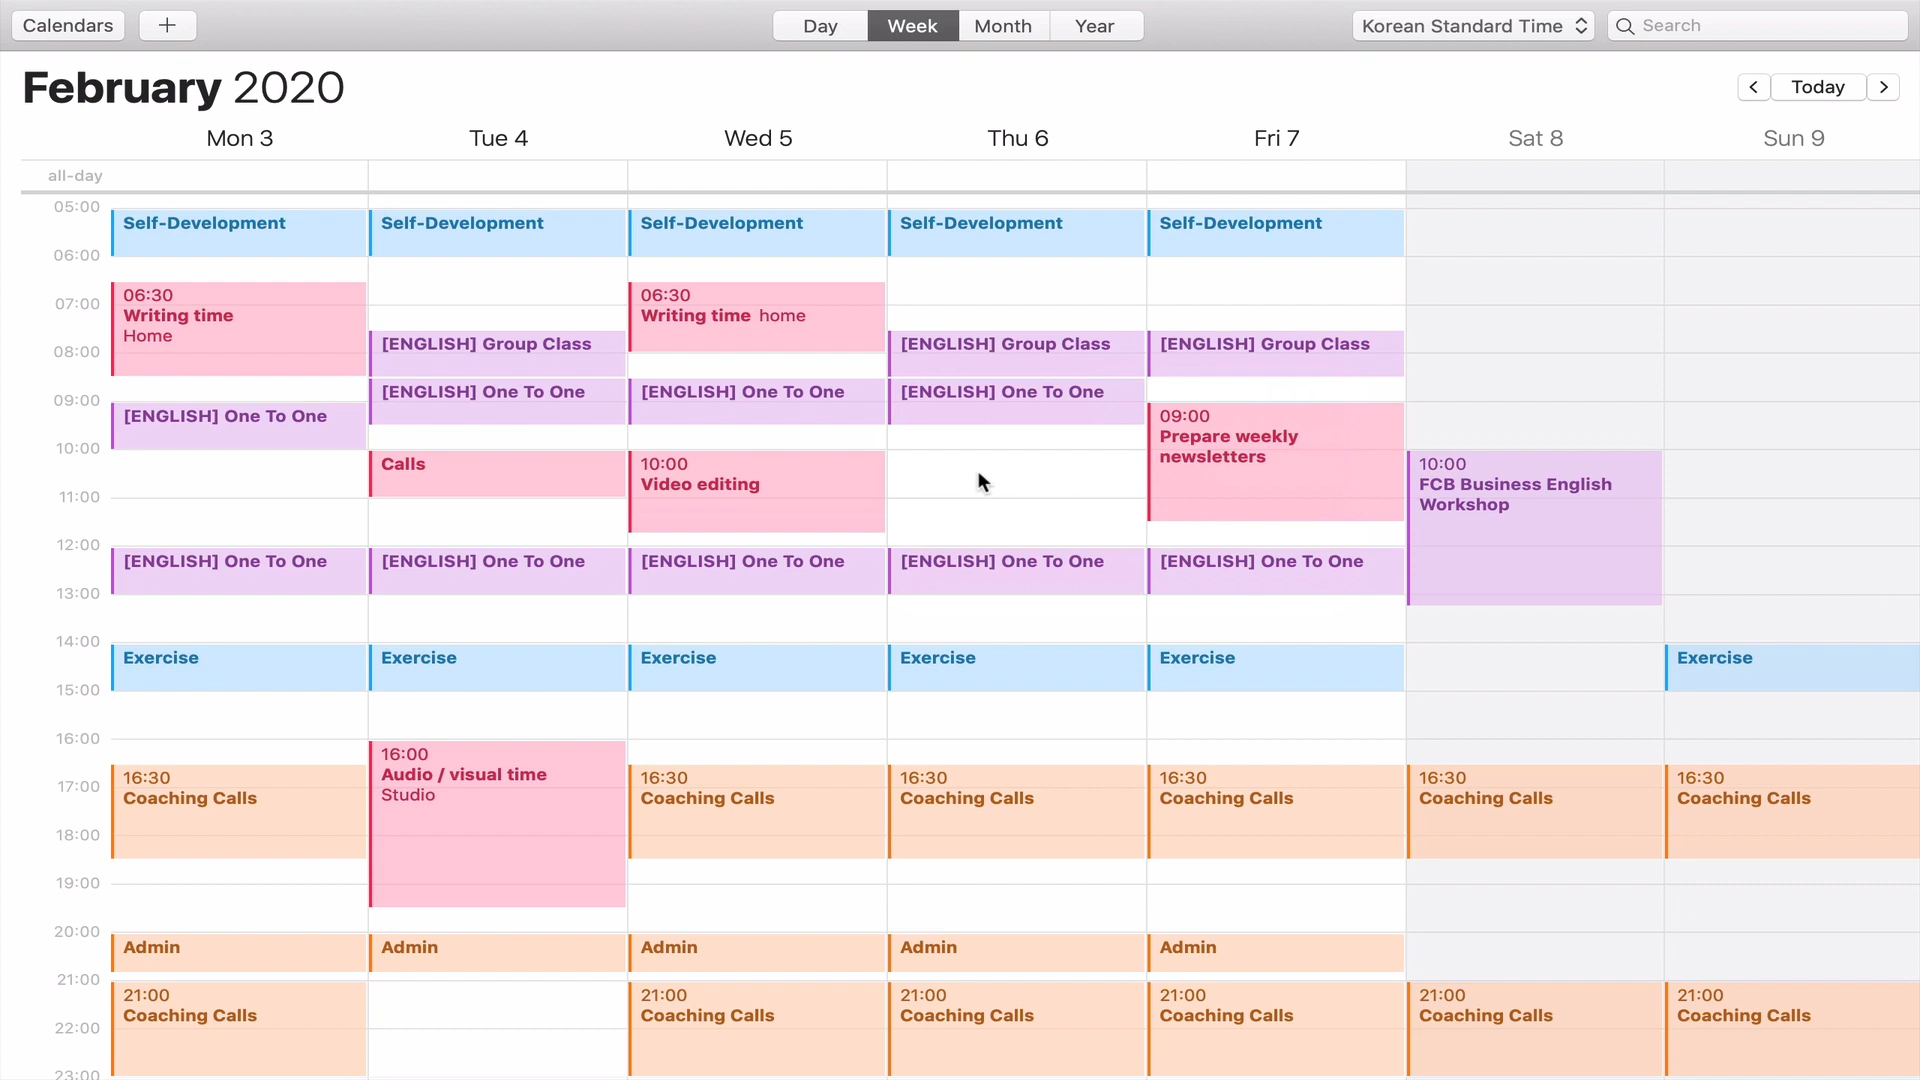 Calendars
Day Week Month Year
Korean Standard Time
Search
February 2020
Today
Mon 3 Tue 4 Wed 5 Thu 6 Fri 7 Sat 8 Sun 9
all-day
05:00
Self-Development Self-Development Self-Development Self-Development Self-Development
06:00
06:30 06:30
07:00
Writing time Writing time home
Home
[ENGLISH] Group Class [ENGLISH] Group Class [ENGLISH] Group Class
08:00
[ENGLISH] One To One [ENGLISH] One To One [ENGLISH] One To One
09:00
[ENGLISH] One To One 09:00
Prepare weekly
10:00
newsletters
Calls 10:00 10:00
Video editing FCB Business English
11:00
Workshop
12:00
[ENGLISH] One To One [ENGLISH] One To One [ENGLISH] One To One [ENGLISH] One To One [ENGLISH] One To One
13:00
14:00
Exercise Exercise Exercise Exercise Exercise Exercise
15:00
16:00
16:00
Audio / visual time
16:30 16:30 16:30 16:30 16:30 16:30
17:00
Studio
Coaching Calls Coaching Calls Coaching Calls Coaching Calls Coaching Calls Coaching Calls
18:00
19:00
20:00
Admin Admin Admin Admin Admin
21:00
21:00 21:00 21:00 21:00 21:00 21:00
Coaching Calls Coaching Calls Coaching Calls Coaching Calls Coaching Calls Coaching Calls
22:00
23:00